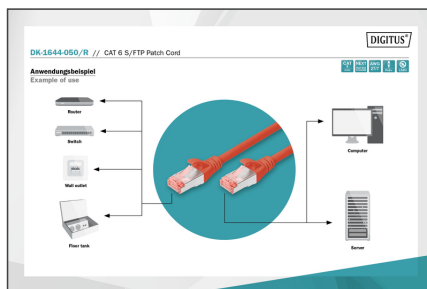 DIGITUS®
DK-1644-050/R // CAT 6 S/FTP Patch Cord
Anwendungsbeispiel
Example of use
Router
Switch
Wall outlet
Floor tank
Computer
Server